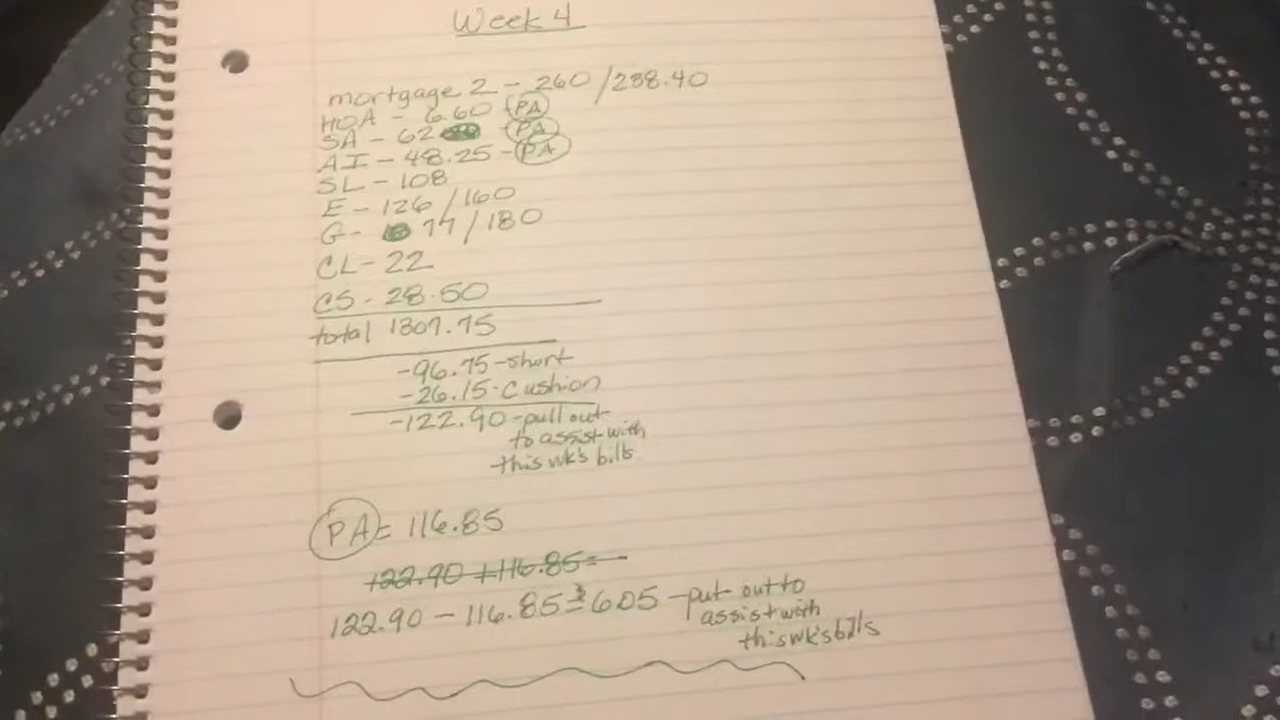 Week 4
mortgage 2 - 260 / 238.40
HOA - 6.60 (PA)
SA - 62 - (PA)
AI - 48.25 - (PA)
SL - 108
E - 126 / 160
G - 77 / 180
CL - 22
CS - 28.50
total 1307.75
-96.75 - short
-26.15 - Cushion
-122.90 - pull out
to assist with
this wk's bills
(PA) = 116.85
122.90 + 116.85 =
122.90 - 116.85 = 6.05 - put out to
assist with
this wk's bills